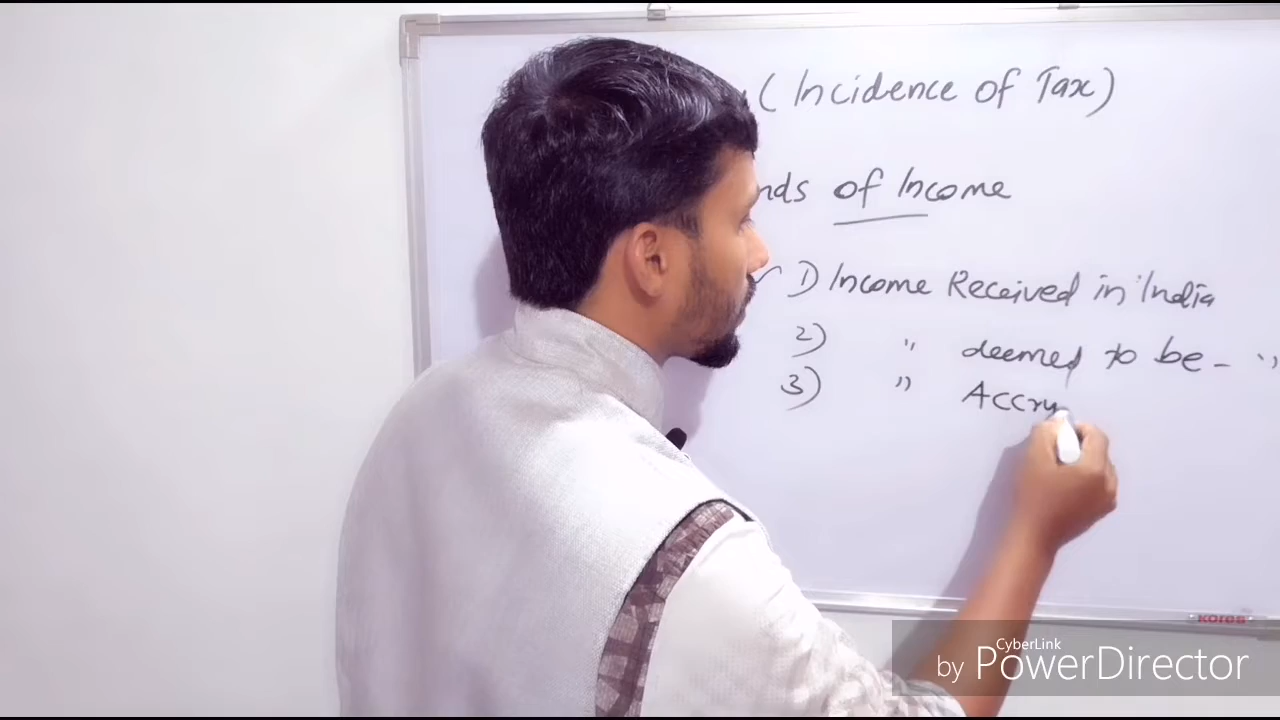 (Incidence of Tax)
of Income
1) Income Received in India
2) " deemed to be - "
3) " Accru
KORES
CyberLink
by PowerDirector